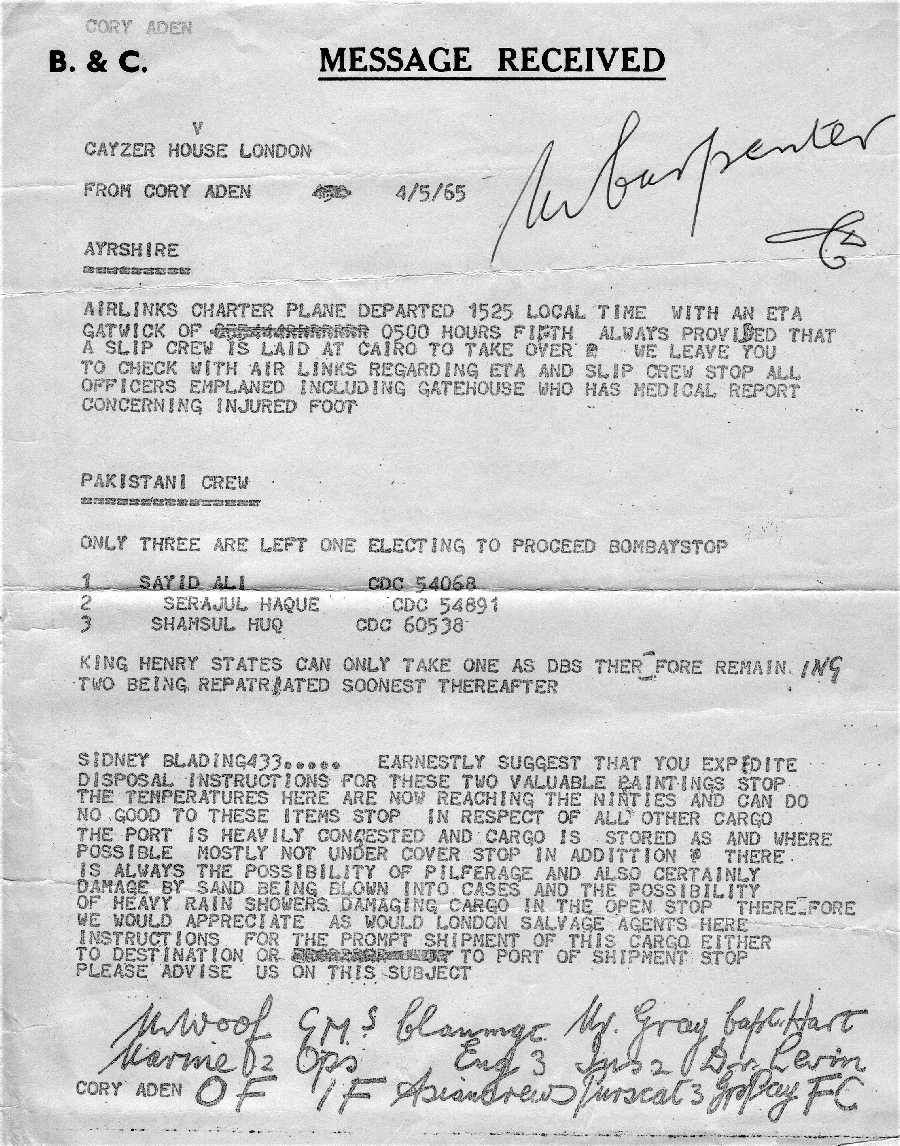 CORY ADEN
B. & C. MESSAGE RECEIVED
V
CAYZER HOUSE LONDON
Mr Carpenter
FROM CORY ADEN 4/5/65
AYRSHIRE
AIRLINKS CHARTER PLANE DEPARTED 1525 LOCAL TIME WITH AN ETA
GATWICK OF 0500 HOURS FIFTH ALWAYS PROVIDED THAT
A SLIP CREW IS LAID AT CAIRO TO TAKE OVER WE LEAVE YOU
TO CHECK WITH AIR LINKS REGARDING ETA AND SLIP CREW STOP ALL
OFFICERS EMPLANED INCLUDING GATEHOUSE WHO HAS MEDICAL REPORT
CONCERNING INJURED FOOT
PAKISTANI CREW
ONLY THREE ARE LEFT ONE ELECTING TO PROCEED BOMBAYSTOP
1 SAYID ALI CDC 54068
2 SERAJUL HAQUE CDC 54891
3 SHAMSUL HUQ CDC 60538
KING HENRY STATES CAN ONLY TAKE ONE AS DBS THER_FORE REMAIN. ING
TWO BEING REPATRIATED SOONEST THEREAFTER
SIDNEY BLADING433..... EARNESTLY SUGGEST THAT YOU EXPEDITE
DISPOSAL INSTRUCTIONS FOR THESE TWO VALUABLE PAINTINGS STOP
THE TEMPERATURES HERE ARE NOW REACHING THE NINTIES AND CAN DO
NO GOOD TO THESE ITEMS STOP IN RESPECT OF ALL OTHER CARGO
THE PORT IS HEAVILY CONGESTED AND CARGO IS STORED AS AND WHERE
POSSIBLE MOSTLY NOT UNDER COVER STOP IN ADDITTION THERE
IS ALWAYS THE POSSIBILITY OF PILFERAGE AND ALSO CERTAINLY
DAMAGE BY SAND BEING BLOWN INTO CASES AND THE POSSIBILITY
OF HEAVY RAIN SHOWERS DAMAGING CARGO IN THE OPEN STOP THERE_FORE
WE WOULD APPRECIATE AS WOULD LONDON SALVAGE AGENTS HERE
INSTRUCTIONS FOR THE PROMPT SHIPMENT OF THIS CARGO EITHER
TO DESTINATION OR TO PORT OF SHIPMENT STOP
PLEASE ADVISE US ON THIS SUBJECT
Mr Woof GMS Clanmgr Mr. Gray Capt. Hart
Marine 2 Ops Eng 3 Ins 2 Dr. Levin
CORY ADEN OF 1F Asiancrews Purscat 3 GrpPay FC